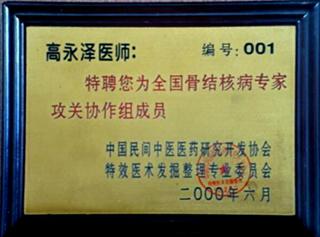 高永泽医师：
编号：001
特聘您为全国骨结核病专家
攻关协作组成员
中国民间中医医药研究开发协会
特效医术发掘整理专业委员会
二000年六月